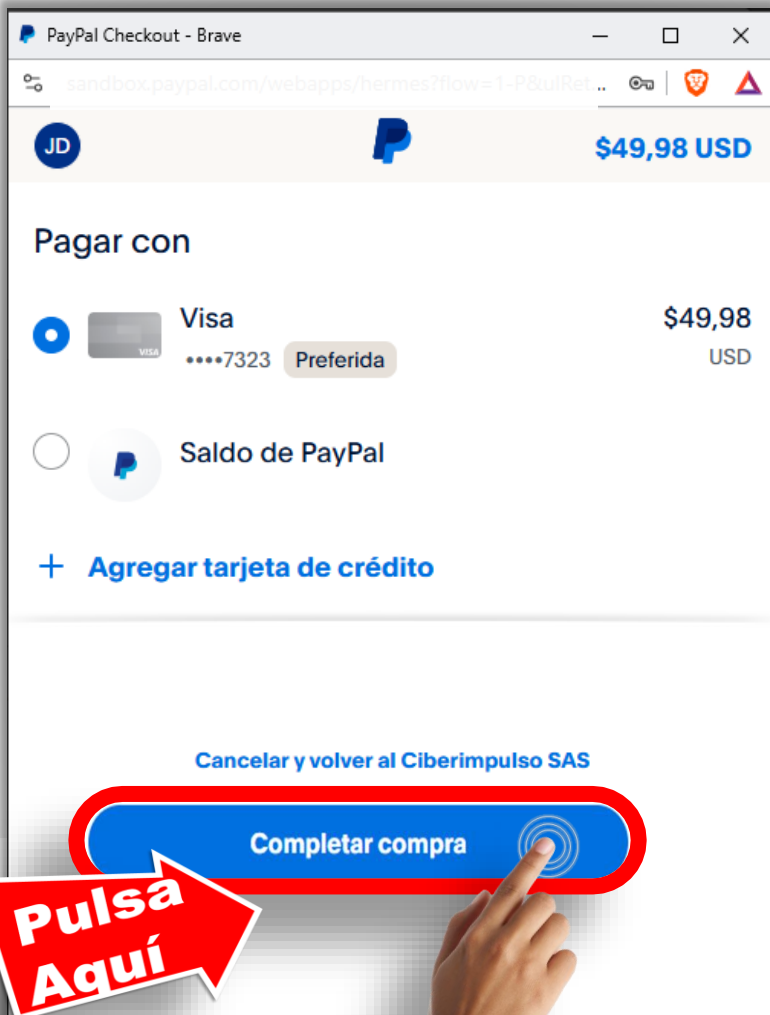 PayPal Checkout - Brave
sandbox.paypal.com/webapps/hermes?flow=1-P&ulRet...
JD
$49,98 USD
Pagar con
Visa
$49,98
VISA
••••7323 Preferida
USD
Saldo de PayPal
+ Agregar tarjeta de crédito
Cancelar y volver al Ciberimpulso SAS
Completar compra
Pulsa
Aquí